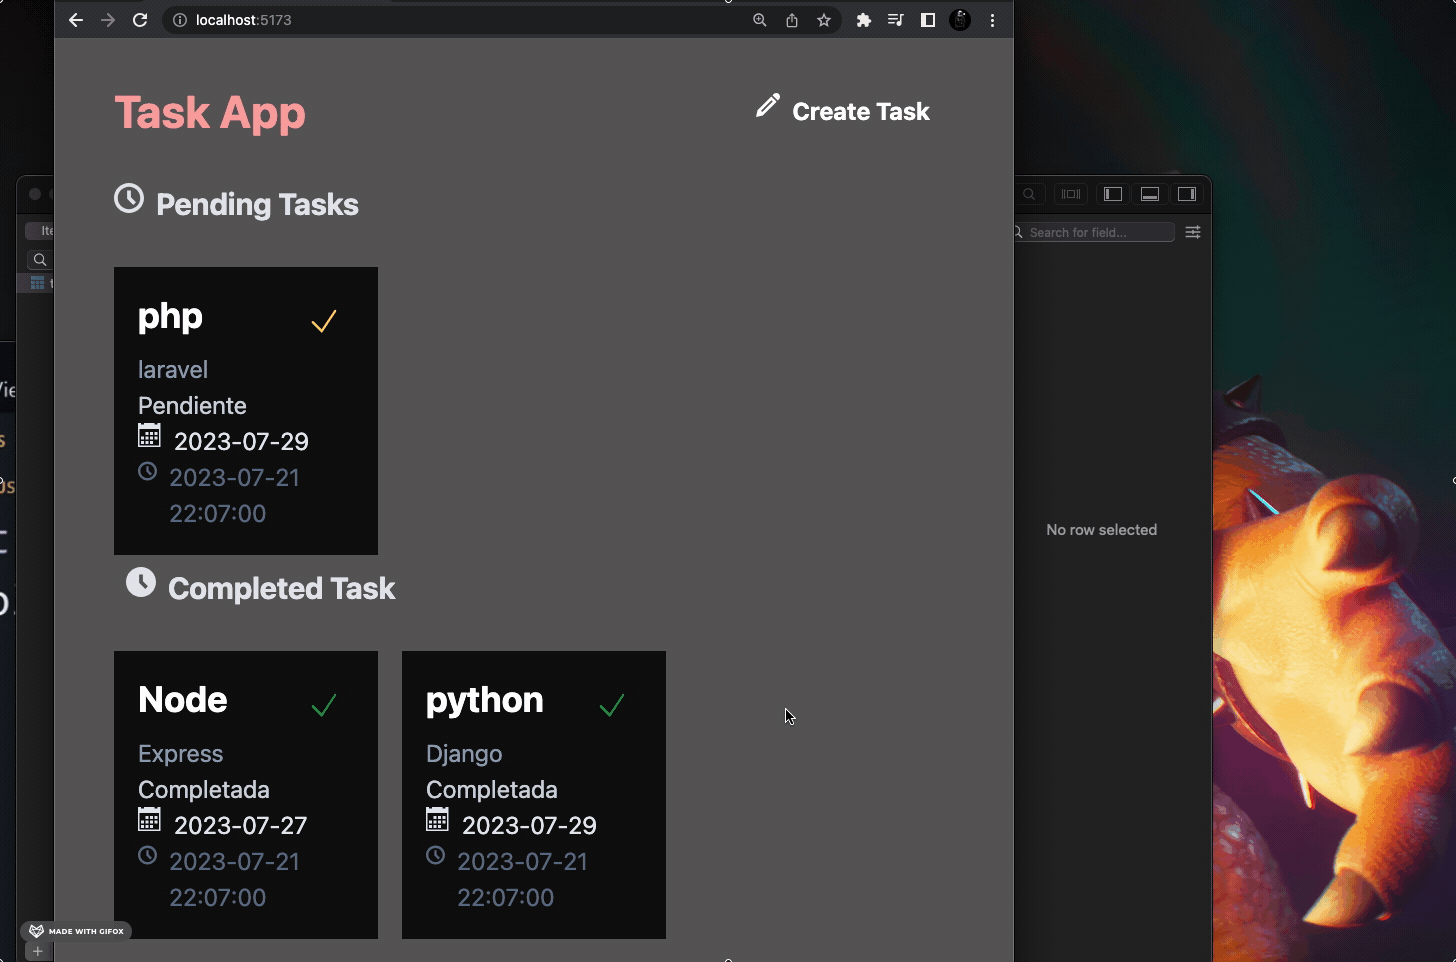 localhost:5173
Task App
Create Task
Pending Tasks
php
laravel
Pendiente
2023-07-29
2023-07-21
22:07:00
Completed Task
Node
Express
Completada
2023-07-27
2023-07-21
22:07:00
python
Django
Completada
2023-07-29
2023-07-21
22:07:00
Search for field...
No row selected
MADE WITH GIFOX